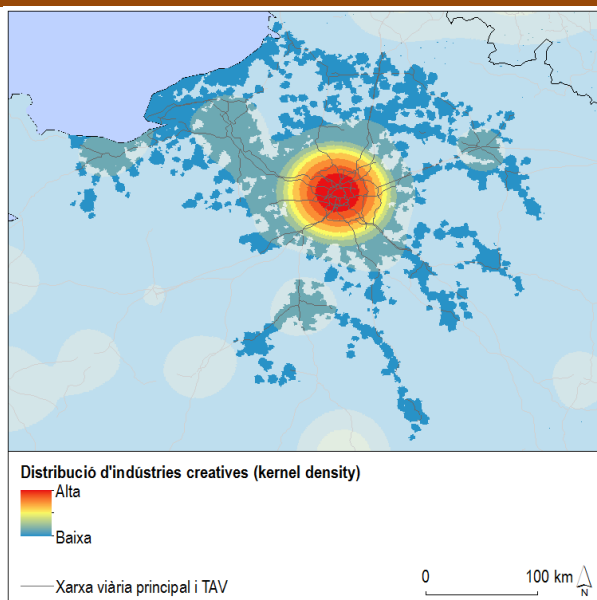 Distribució d'indústries creatives (kernel density)
Alta
Baixa
Xarxa viària principal i TAV
0 100 km
N